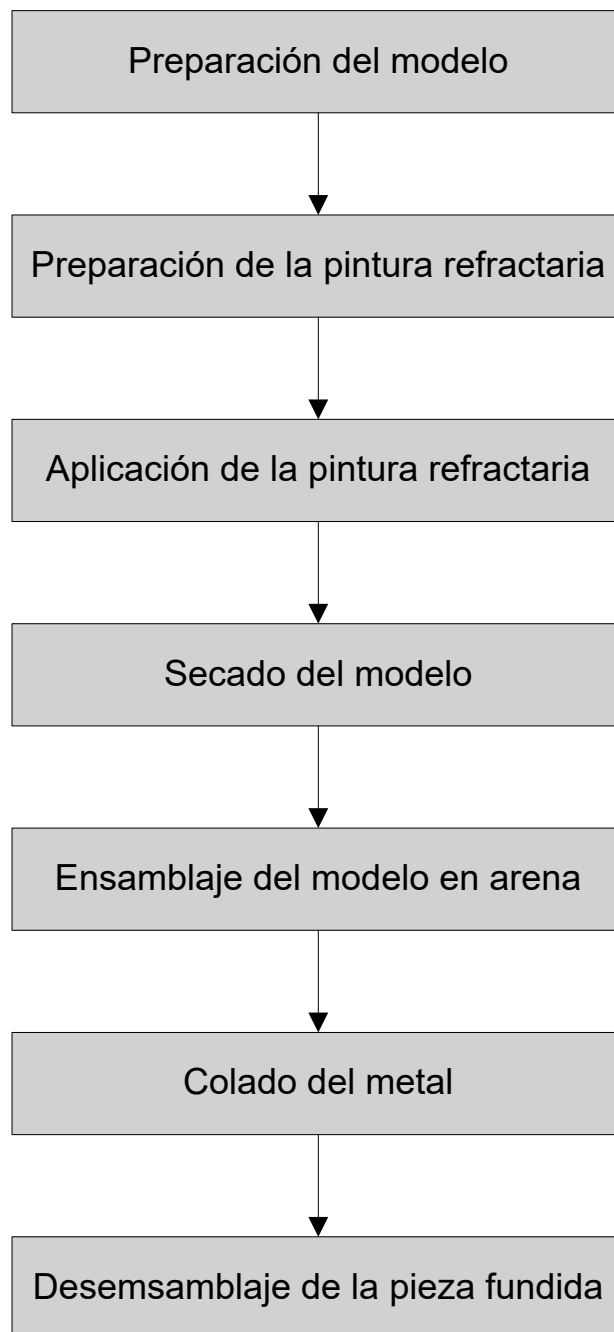 Preparación del modelo
Preparación de la pintura refractaria
Aplicación de la pintura refractaria
Secado del modelo
Ensamblaje del modelo en arena
Colado del metal
Desemsamblaje de la pieza fundida